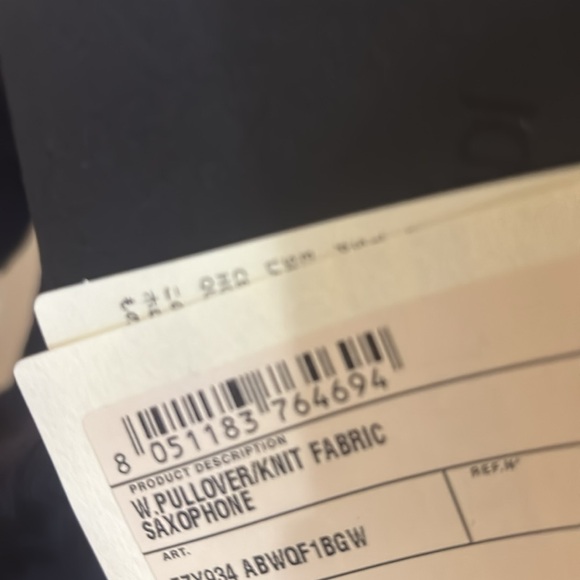 8 051183 764694
PRODUCT DESCRIPTION
W.PULLOVER/KNIT FABRIC
SAXOPHONE
REF.N°
ART.
ABWQF1BGW